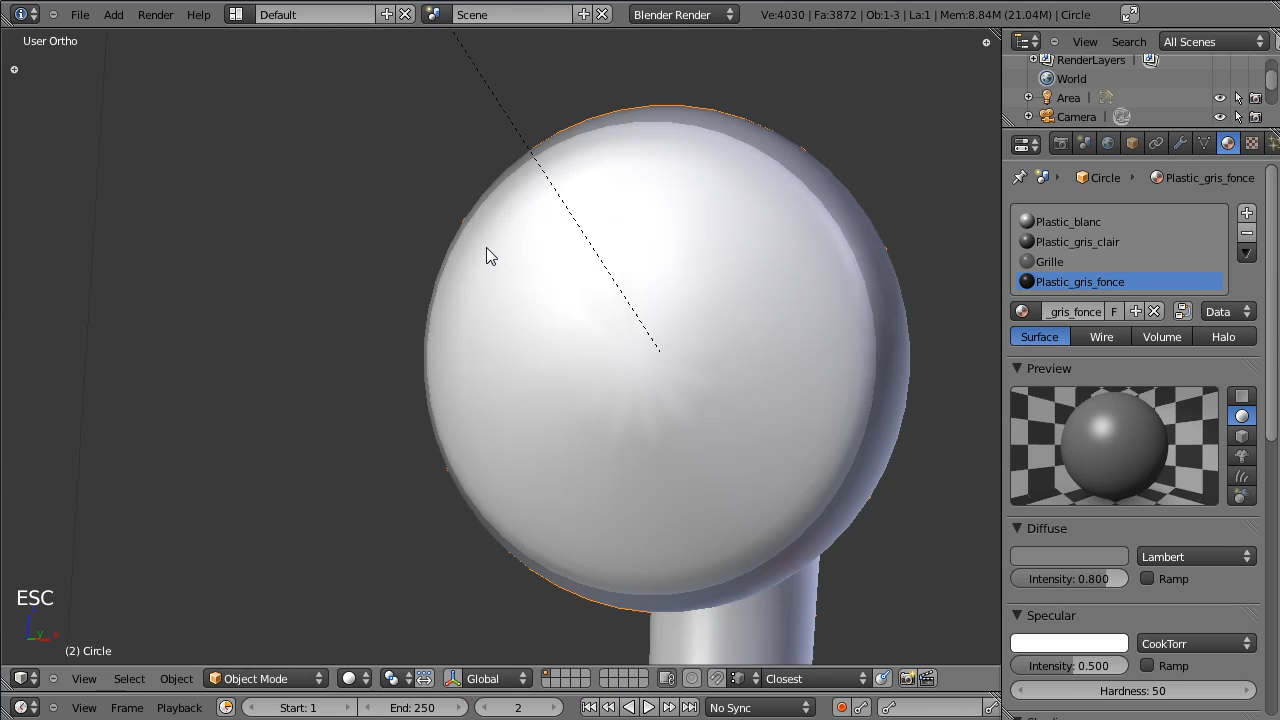 File Add Render Help Default Scene Blender Render Ve:4030 | Fa:3872 | Ob:1-3 | La:1 | Mem:8.84M (21.04M) | Circle
User Ortho
View Search All Scenes
RenderLayers |
World
Area |
Camera |
Circle Plastic_gris_fonce
Plastic_blanc
Plastic_gris_clair
Grille
Plastic_gris_fonce
_gris_fonce F Data
Surface Wire Volume Halo
Preview
Diffuse
Lambert
Intensity: 0.800 Ramp
Specular
CookTorr
Intensity: 0.500 Ramp
Hardness: 50
ESC
y
(2) Circle
View Select Object Object Mode Global Closest
View Frame Playback Start: 1 End: 250 2 No Sync